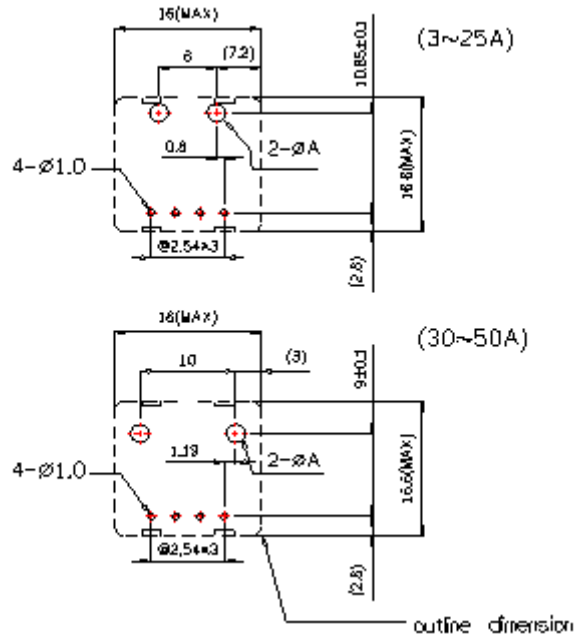 16(MAX)
(3~25A)
6
(7.2)
10.85±0.1
0.8
2-ØA
4-Ø1.0
16.6(MAX)
@2.54*3
(2.8)
16(MAX)
(30~50A)
10
(3)
9±0.1
1.19
2-ØA
4-Ø1.0
16.6(MAX)
@2.54*3
(2.8)
outline dimension